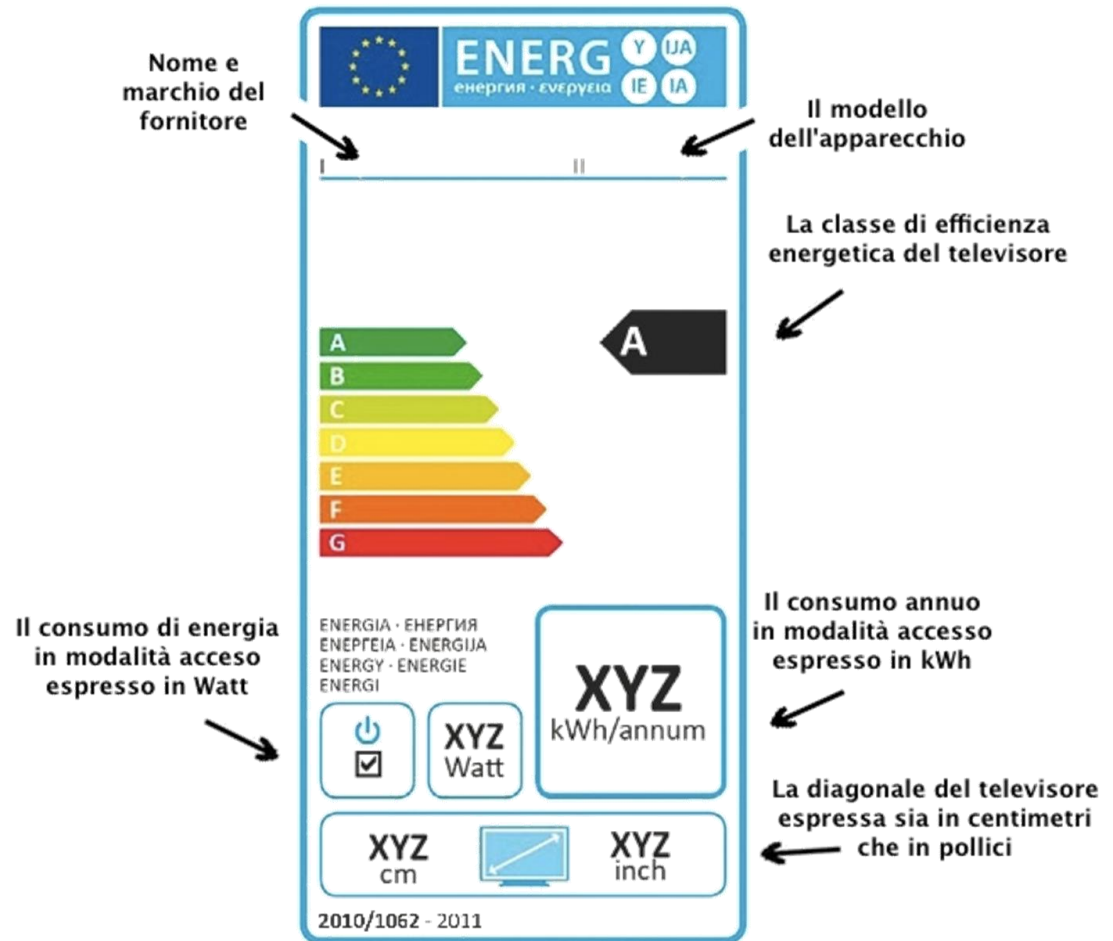 ENERG
Y IJA
IE IA
енергия · ενεργεια
Nome e
marchio del
fornitore
Il modello
dell'apparecchio
I
II
La classe di efficienza
energetica del televisore
A
A
B
C
D
E
F
G
Il consumo di energia
in modalità acceso
espresso in Watt
ENERGIA · ЕНЕРГИЯ
ΕΝΕΡΓΕΙΑ · ENERGIJA
ENERGY · ENERGIE
ENERGI
XYZ
Watt
XYZ
kWh/annum
Il consumo annuo
in modalità accesso
espresso in kWh
XYZ
cm
XYZ
inch
La diagonale del televisore
espressa sia in centimetri
che in pollici
2010/1062 - 2011